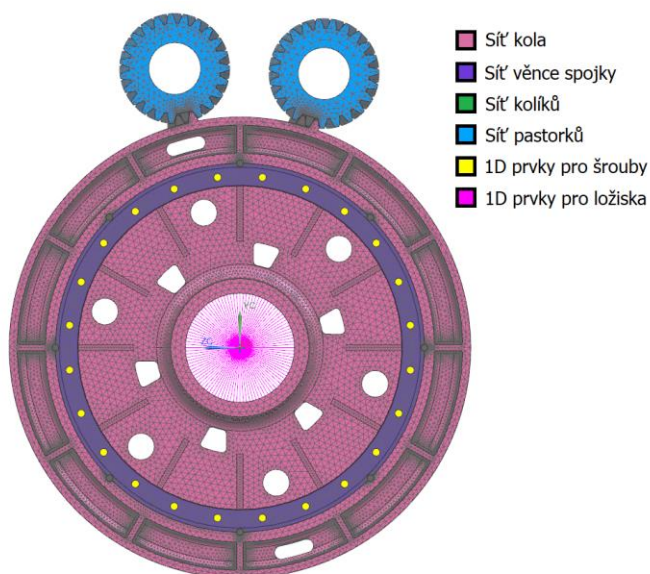 Síť kola
Síť věnce spojky
Síť kolíků
Síť pastorků
1D prvky pro šrouby
1D prvky pro ložiska
YC
ZC